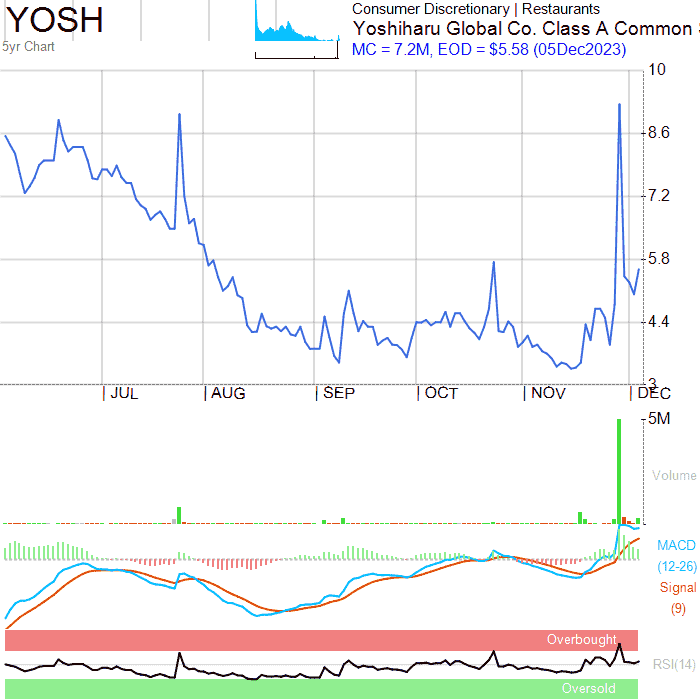 YOSH
5yr Chart
Consumer Discretionary | Restaurants
Yoshiharu Global Co. Class A Common
MC = 7.2M, EOD = $5.58 (05Dec2023)
10
8.6
7.2
5.8
4.4
3
JUL AUG SEP OCT NOV DEC
5M
Volume
MACD
(12-26)
Signal
(9)
Overbought
RSI(14)
Oversold